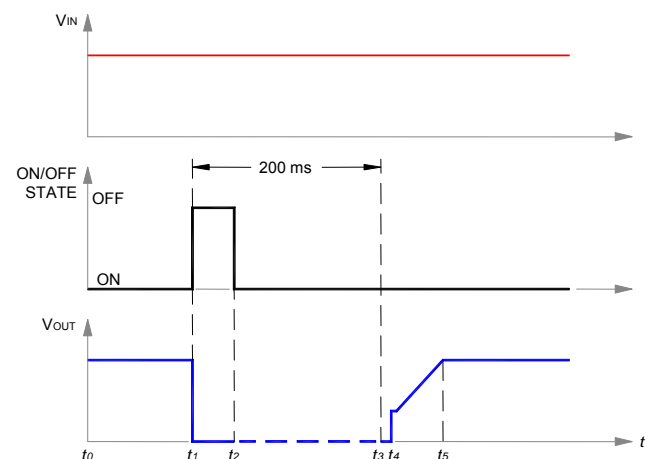 VIN
200 ms
ON/OFF
STATE
OFF
ON
VOUT
t
t0 t1 t2 t3 t4 t5